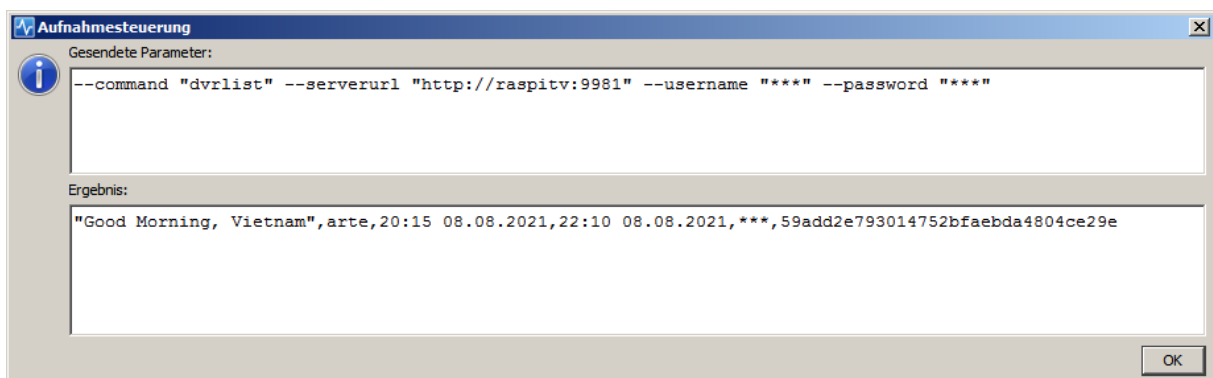 Aufnahmesteuerung
Gesendete Parameter:
--command "dvrlist" --serverurl "http://raspitv:9981" --username "***" --password "***"
Ergebnis:
"Good Morning, Vietnam",arte,20:15 08.08.2021,22:10 08.08.2021,***,59add2e793014752bfaebda4804ce29e
OK